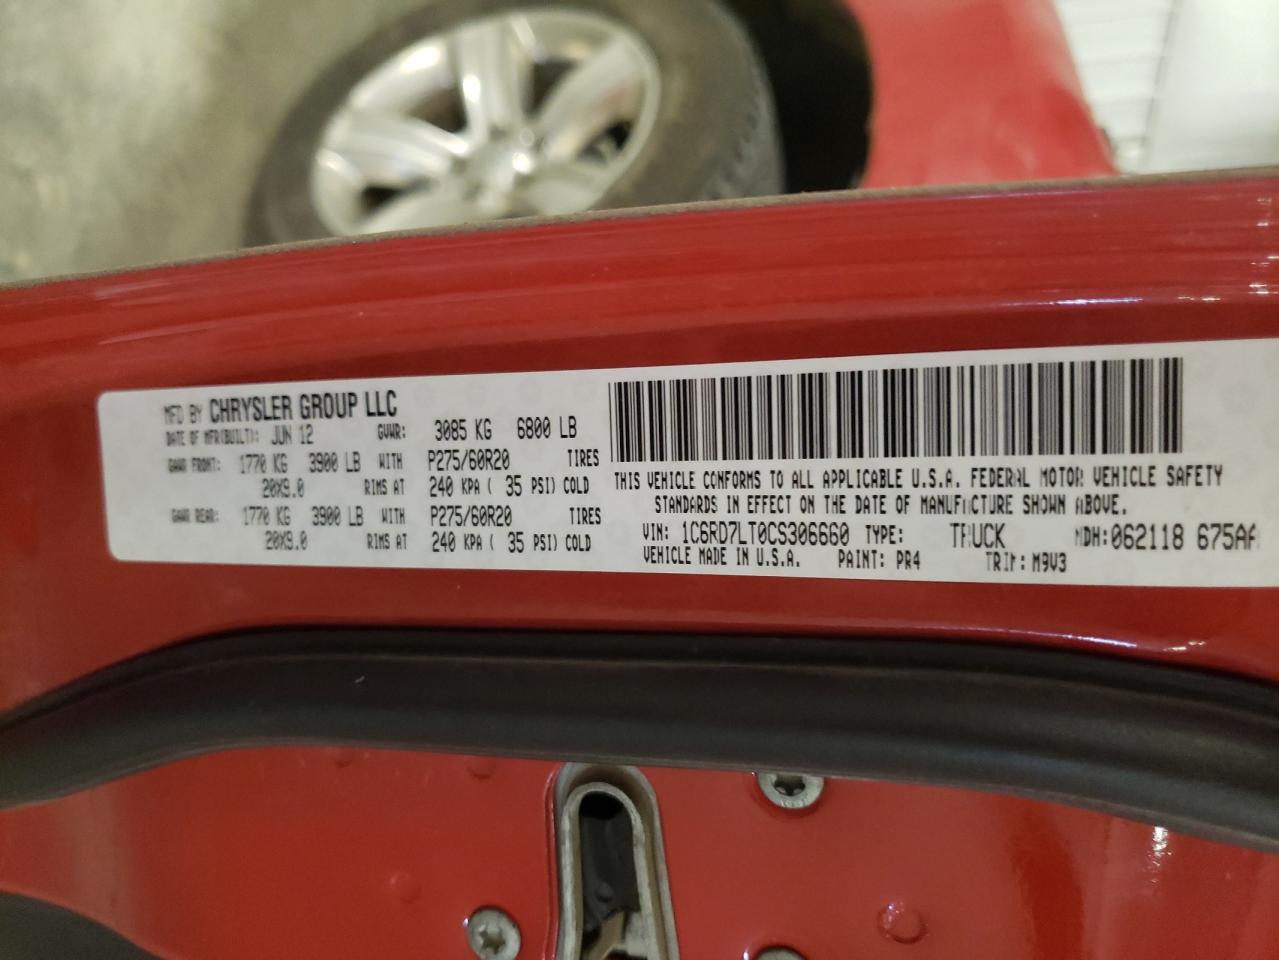 MFD BY CHRYSLER GROUP LLC
DATE OF MFR(BUILT): JUN 12 GVWR: 3085 KG 6800 LB
GAWR FRONT: 1770 KG 3900 LB WITH P275/60R20 TIRES
20X9.0 RIMS AT 240 KPA ( 35 PSI) COLD
GAWR REAR: 1770 KG 3900 LB WITH P275/60R20 TIRES
20X9.0 RIMS AT 240 KPA ( 35 PSI) COLD
THIS VEHICLE CONFORMS TO ALL APPLICABLE U.S.A. FEDERAL MOTOR VEHICLE SAFETY
STANDARDS IN EFFECT ON THE DATE OF MANUFACTURE SHOWN ABOVE.
VIN: 1C6RD7LT0CS306660 TYPE: TRUCK MDH: 062118 675AA
VEHICLE MADE IN U.S.A. PAINT: PR4 TRIM: M9V3